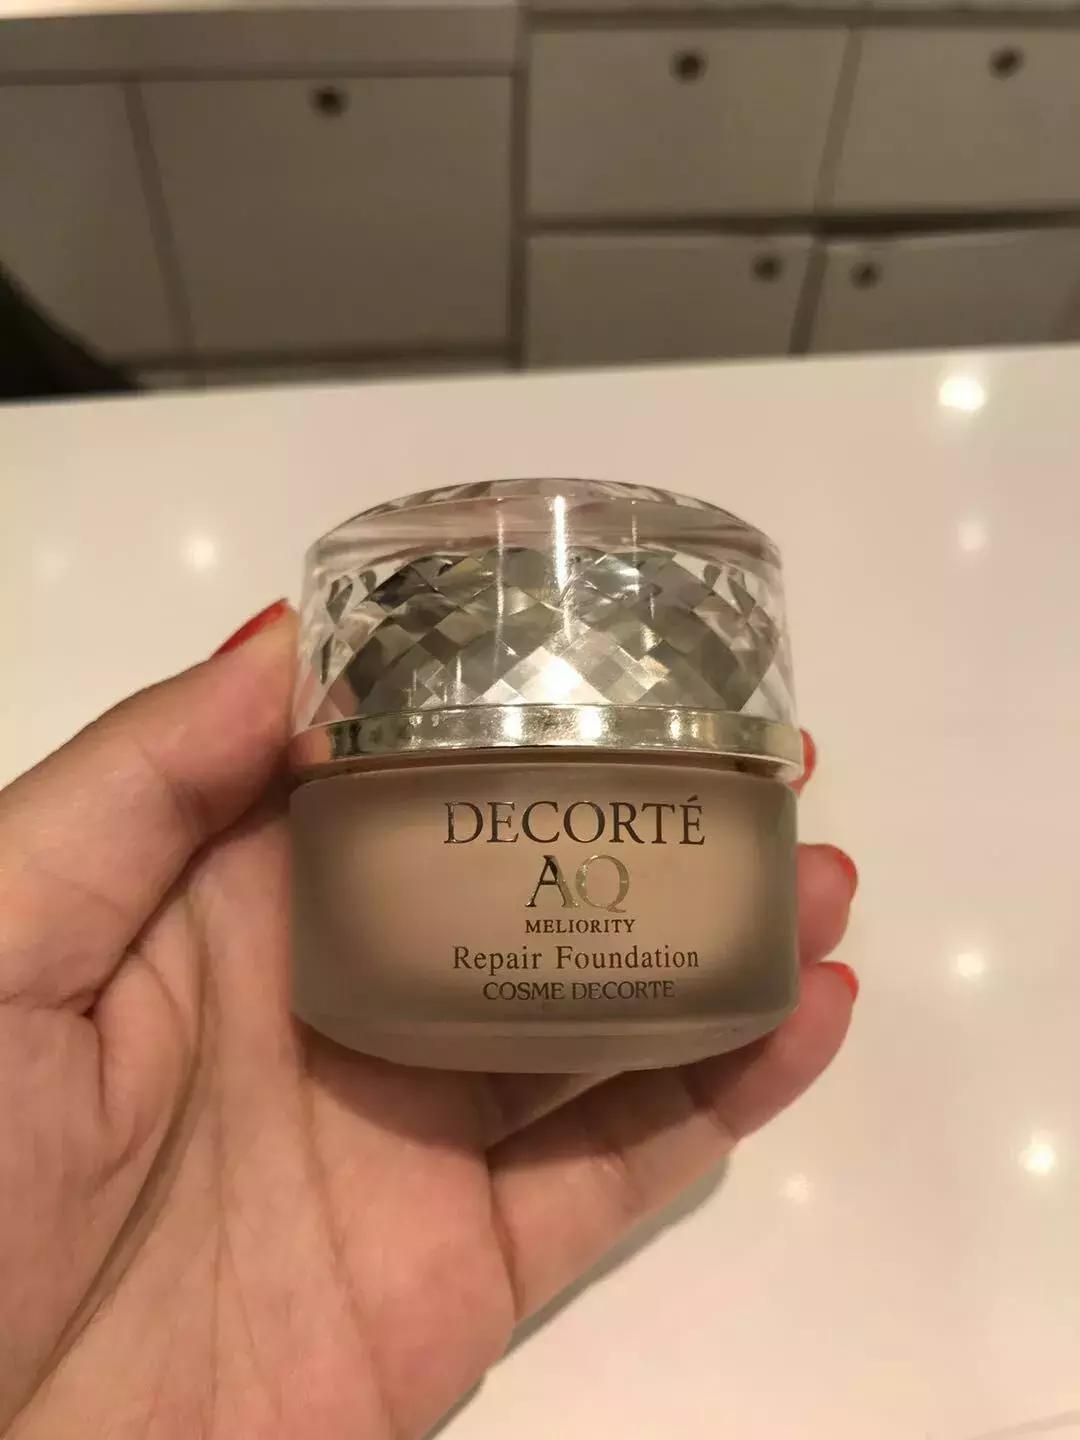 DECORTÉ
AQ
MELIORITY
Repair Foundation
COSME DECORTE